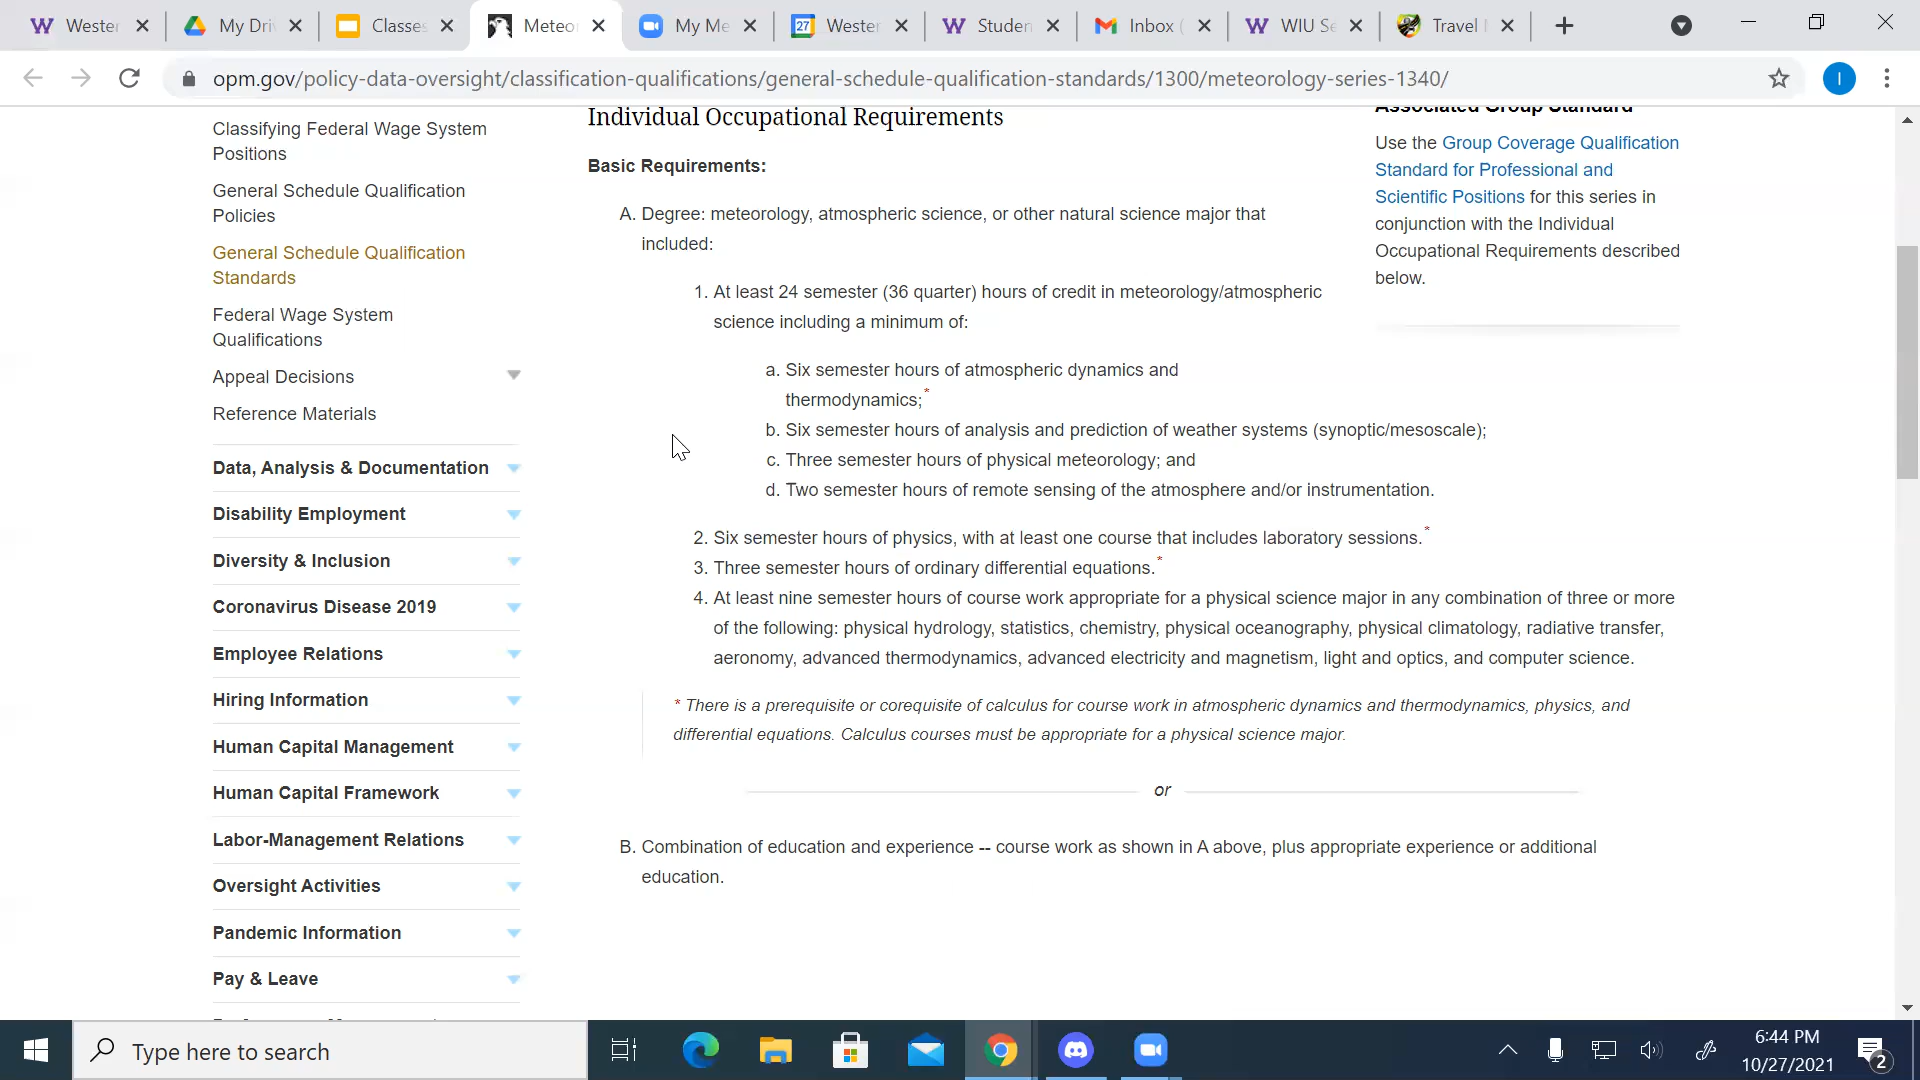 Wester
My Dri
Classes
Meteo
My Me
27
Wester
Studen
Inbox (
WIU Se
Travel
opm.gov/policy-data-oversight/classification-qualifications/general-schedule-qualification-standards/1300/meteorology-series-1340/
I
Classifying Federal Wage System
Positions
General Schedule Qualification
Policies
General Schedule Qualification
Standards
Federal Wage System
Qualifications
Appeal Decisions
Reference Materials
Data, Analysis & Documentation
Disability Employment
Diversity & Inclusion
Coronavirus Disease 2019
Employee Relations
Hiring Information
Human Capital Management
Human Capital Framework
Labor-Management Relations
Oversight Activities
Pandemic Information
Pay & Leave
Individual Occupational Requirements
Basic Requirements:
A. Degree: meteorology, atmospheric science, or other natural science major that
included:
1. At least 24 semester (36 quarter) hours of credit in meteorology/atmospheric
science including a minimum of:
a. Six semester hours of atmospheric dynamics and
thermodynamics;*
b. Six semester hours of analysis and prediction of weather systems (synoptic/mesoscale);
c. Three semester hours of physical meteorology; and
d. Two semester hours of remote sensing of the atmosphere and/or instrumentation.
2. Six semester hours of physics, with at least one course that includes laboratory sessions.*
3. Three semester hours of ordinary differential equations.*
4. At least nine semester hours of course work appropriate for a physical science major in any combination of three or more
of the following: physical hydrology, statistics, chemistry, physical oceanography, physical climatology, radiative transfer,
aeronomy, advanced thermodynamics, advanced electricity and magnetism, light and optics, and computer science.
* There is a prerequisite or corequisite of calculus for course work in atmospheric dynamics and thermodynamics, physics, and
differential equations. Calculus courses must be appropriate for a physical science major.
or
B. Combination of education and experience -- course work as shown in A above, plus appropriate experience or additional
education.
Associated Group Standard
Use the Group Coverage Qualification
Standard for Professional and
Scientific Positions for this series in
conjunction with the Individual
Occupational Requirements described
below.
Type here to search
6:44 PM
10/27/2021
2